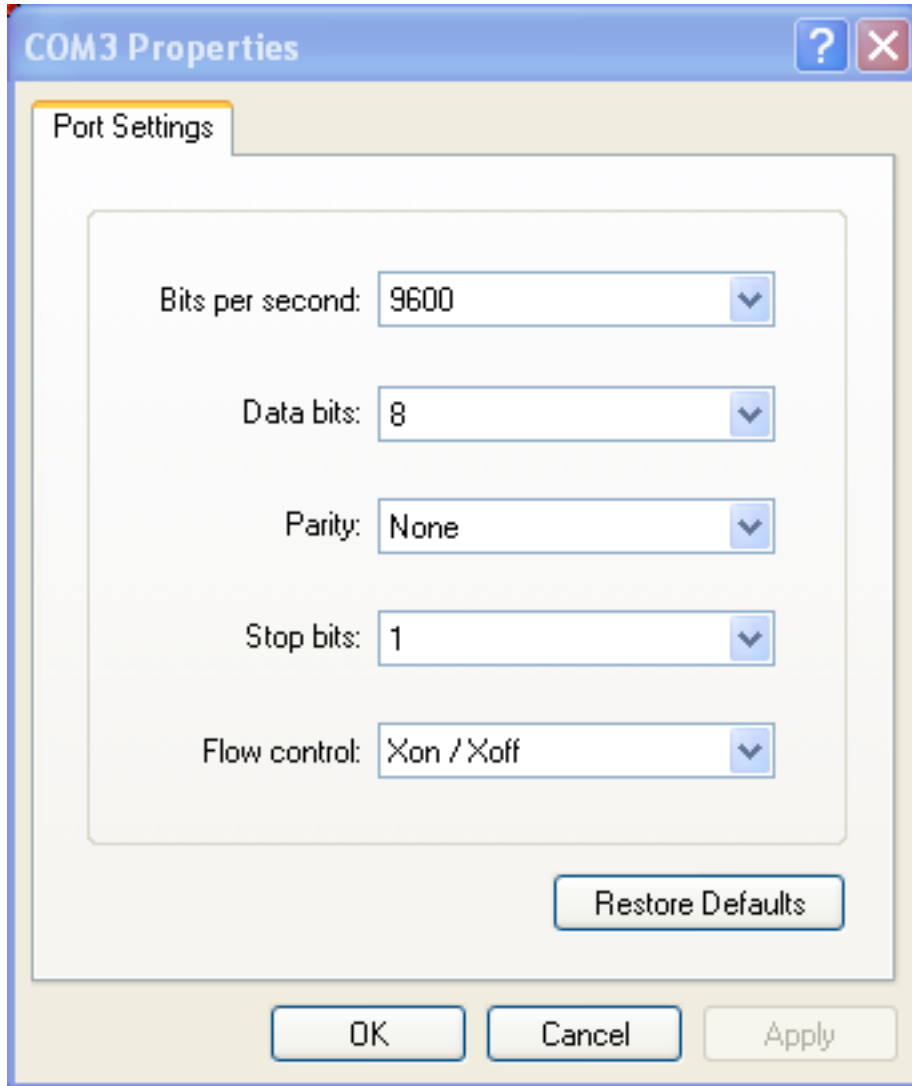 COM3 Properties
Port Settings
Bits per second: 9600
Data bits: 8
Parity: None
Stop bits: 1
Flow control: Xon / Xoff
Restore Defaults
OK Cancel Apply